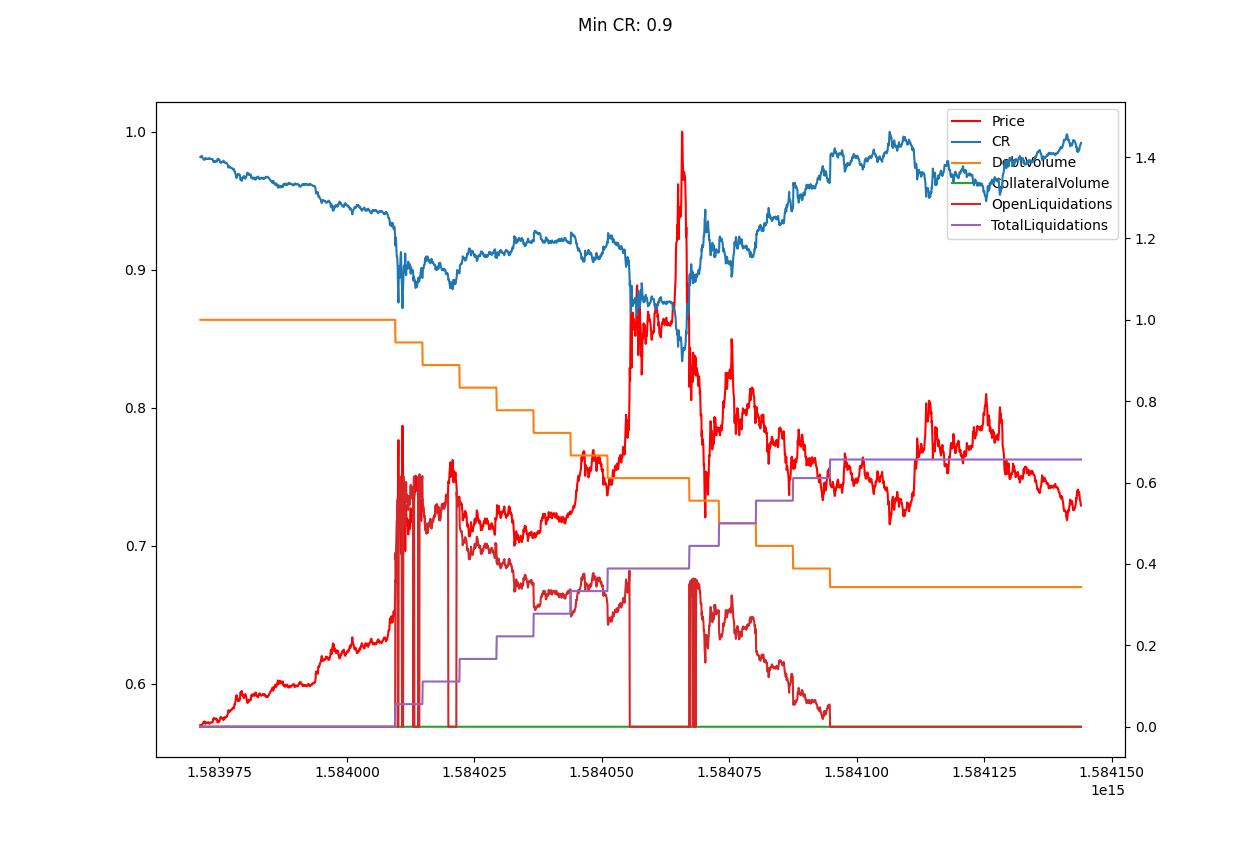 Min CR: 0.9
1.0
0.9
0.8
0.7
0.6
1.4
1.2
1.0
0.8
0.6
0.4
0.2
0.0
Price
CR
DebtVolume
CollateralVolume
OpenLiquidations
TotalLiquidations
1.583975 1.584000 1.584025 1.584050 1.584075 1.584100 1.584125 1.584150
1e15